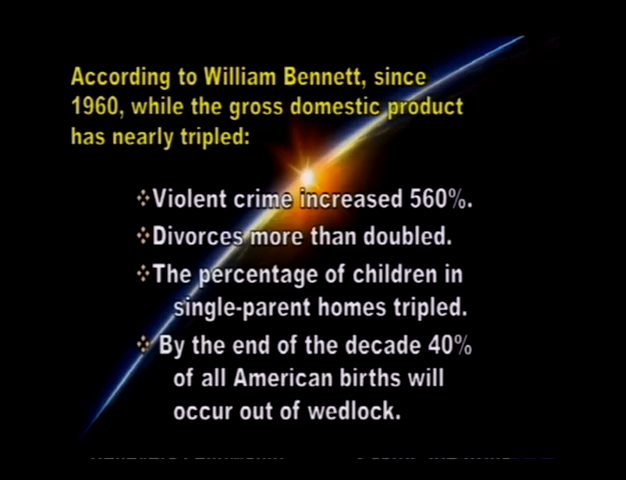 According to William Bennett, since
1960, while the gross domestic product
has nearly tripled:
Violent crime increased 560%.
Divorces more than doubled.
The percentage of children in
single-parent homes tripled.
By the end of the decade 40%
of all American births will
occur out of wedlock.